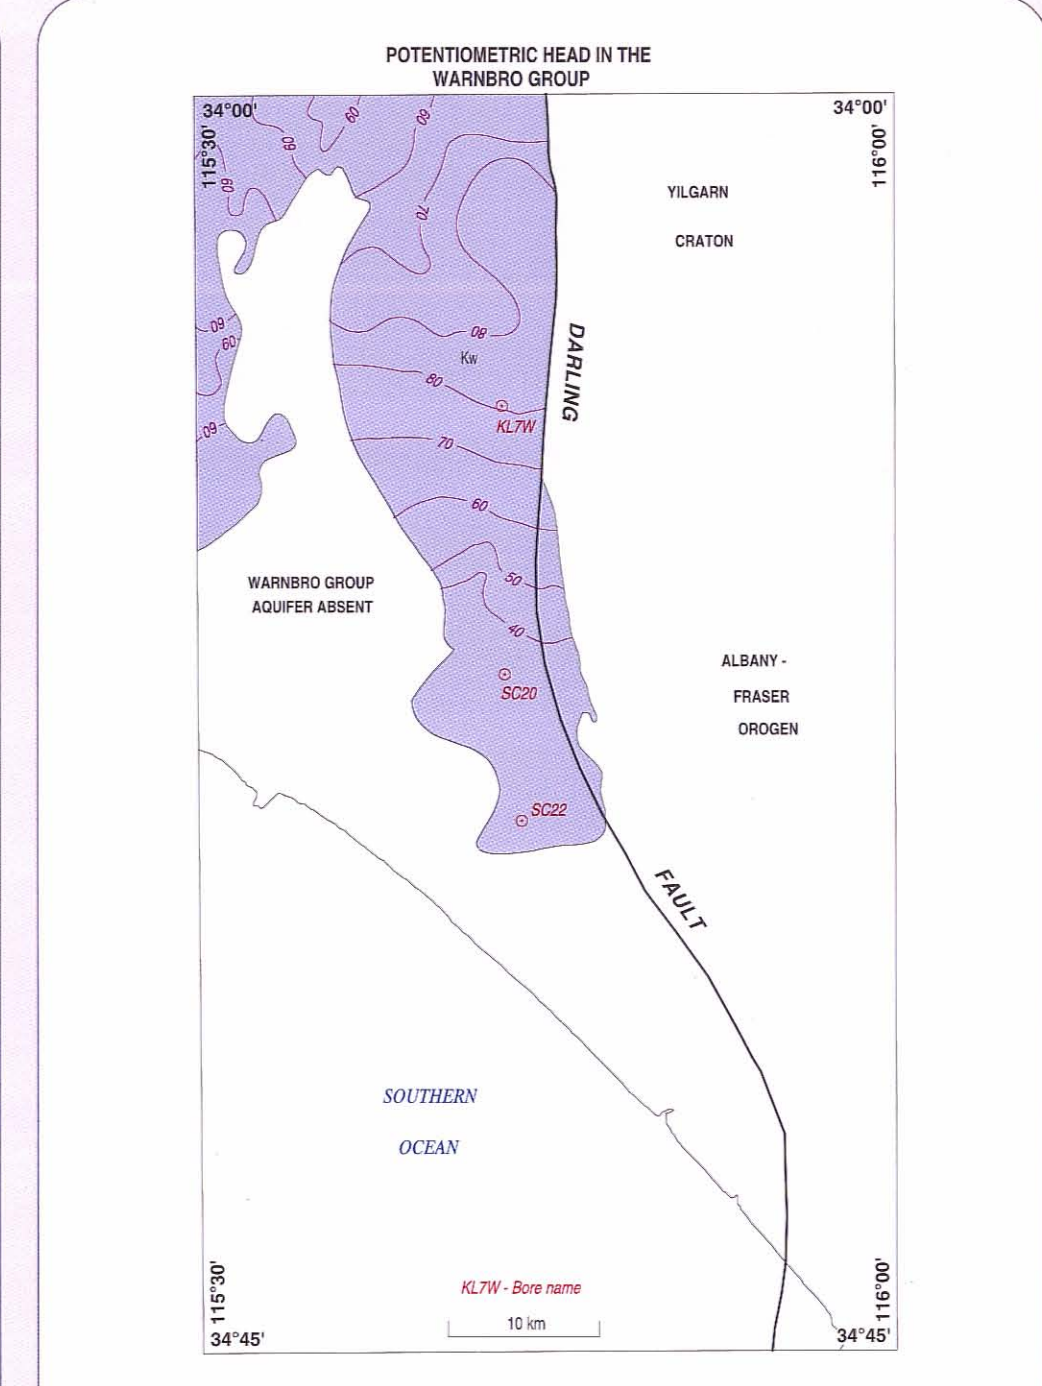 POTENTIOMETRIC HEAD IN THE
WARNBRO GROUP
34°00'
34°00'
115°30'
116°00'
60
60
60
60
70
YILGARN
CRATON
60
60
60
80
Kw
80
KL7W
70
60
50
40
DARLING
WARNBRO GROUP
AQUIFER ABSENT
SC20
ALBANY -
FRASER
OROGEN
SC22
FAULT
SOUTHERN
OCEAN
KL7W - Bore name
10 km
115°30'
116°00'
34°45'
34°45'